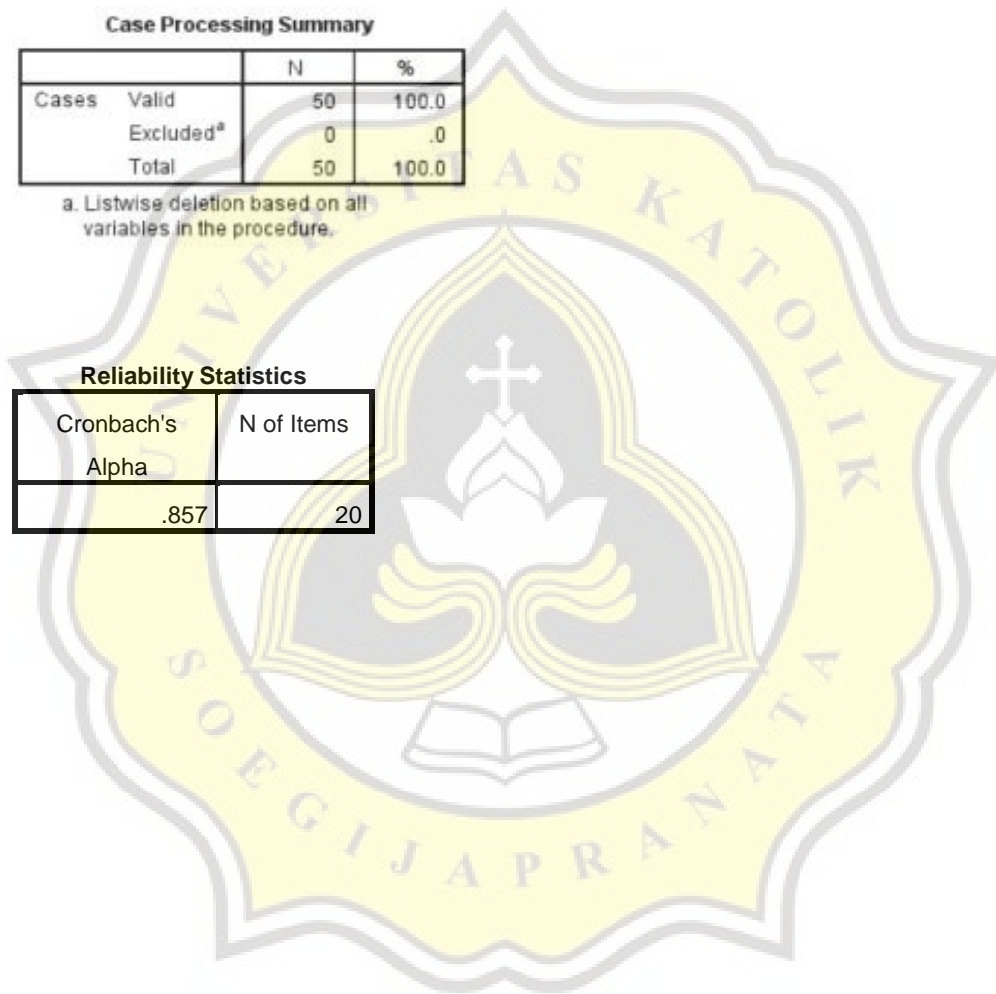 Case Processing Summary
N %
Cases Valid 50 100.0
Excludedª 0 .0
Total 50 100.0
a. Listwise deletion based on all
variables in the procedure.
Reliability Statistics
Cronbach's N of Items
Alpha
.857 20
UNIVERSITAS KATOLIK
SOEGIJAPRANATA